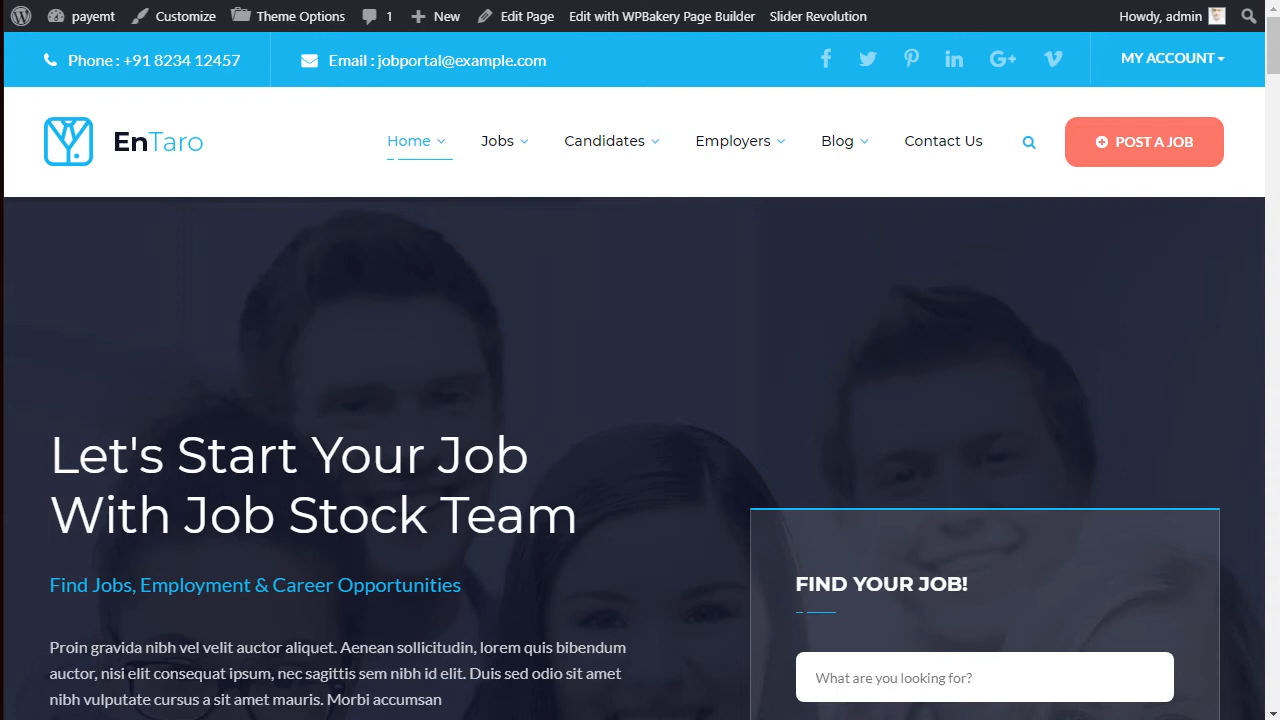 payemt Customize Theme Options 1 New Edit Page Edit with WPBakery Page Builder Slider Revolution Howdy, admin
Phone : +91 8234 12457 Email : jobportal@example.com MY ACCOUNT
EnTaro Home Jobs Candidates Employers Blog Contact Us POST A JOB
Let's Start Your Job
With Job Stock Team
Find Jobs, Employment & Career Opportunities
Proin gravida nibh vel velit auctor aliquet. Aenean sollicitudin, lorem quis bibendum
auctor, nisi elit consequat ipsum, nec sagittis sem nibh id elit. Duis sed odio sit amet
nibh vulputate cursus a sit amet mauris. Morbi accumsan
FIND YOUR JOB!
What are you looking for?